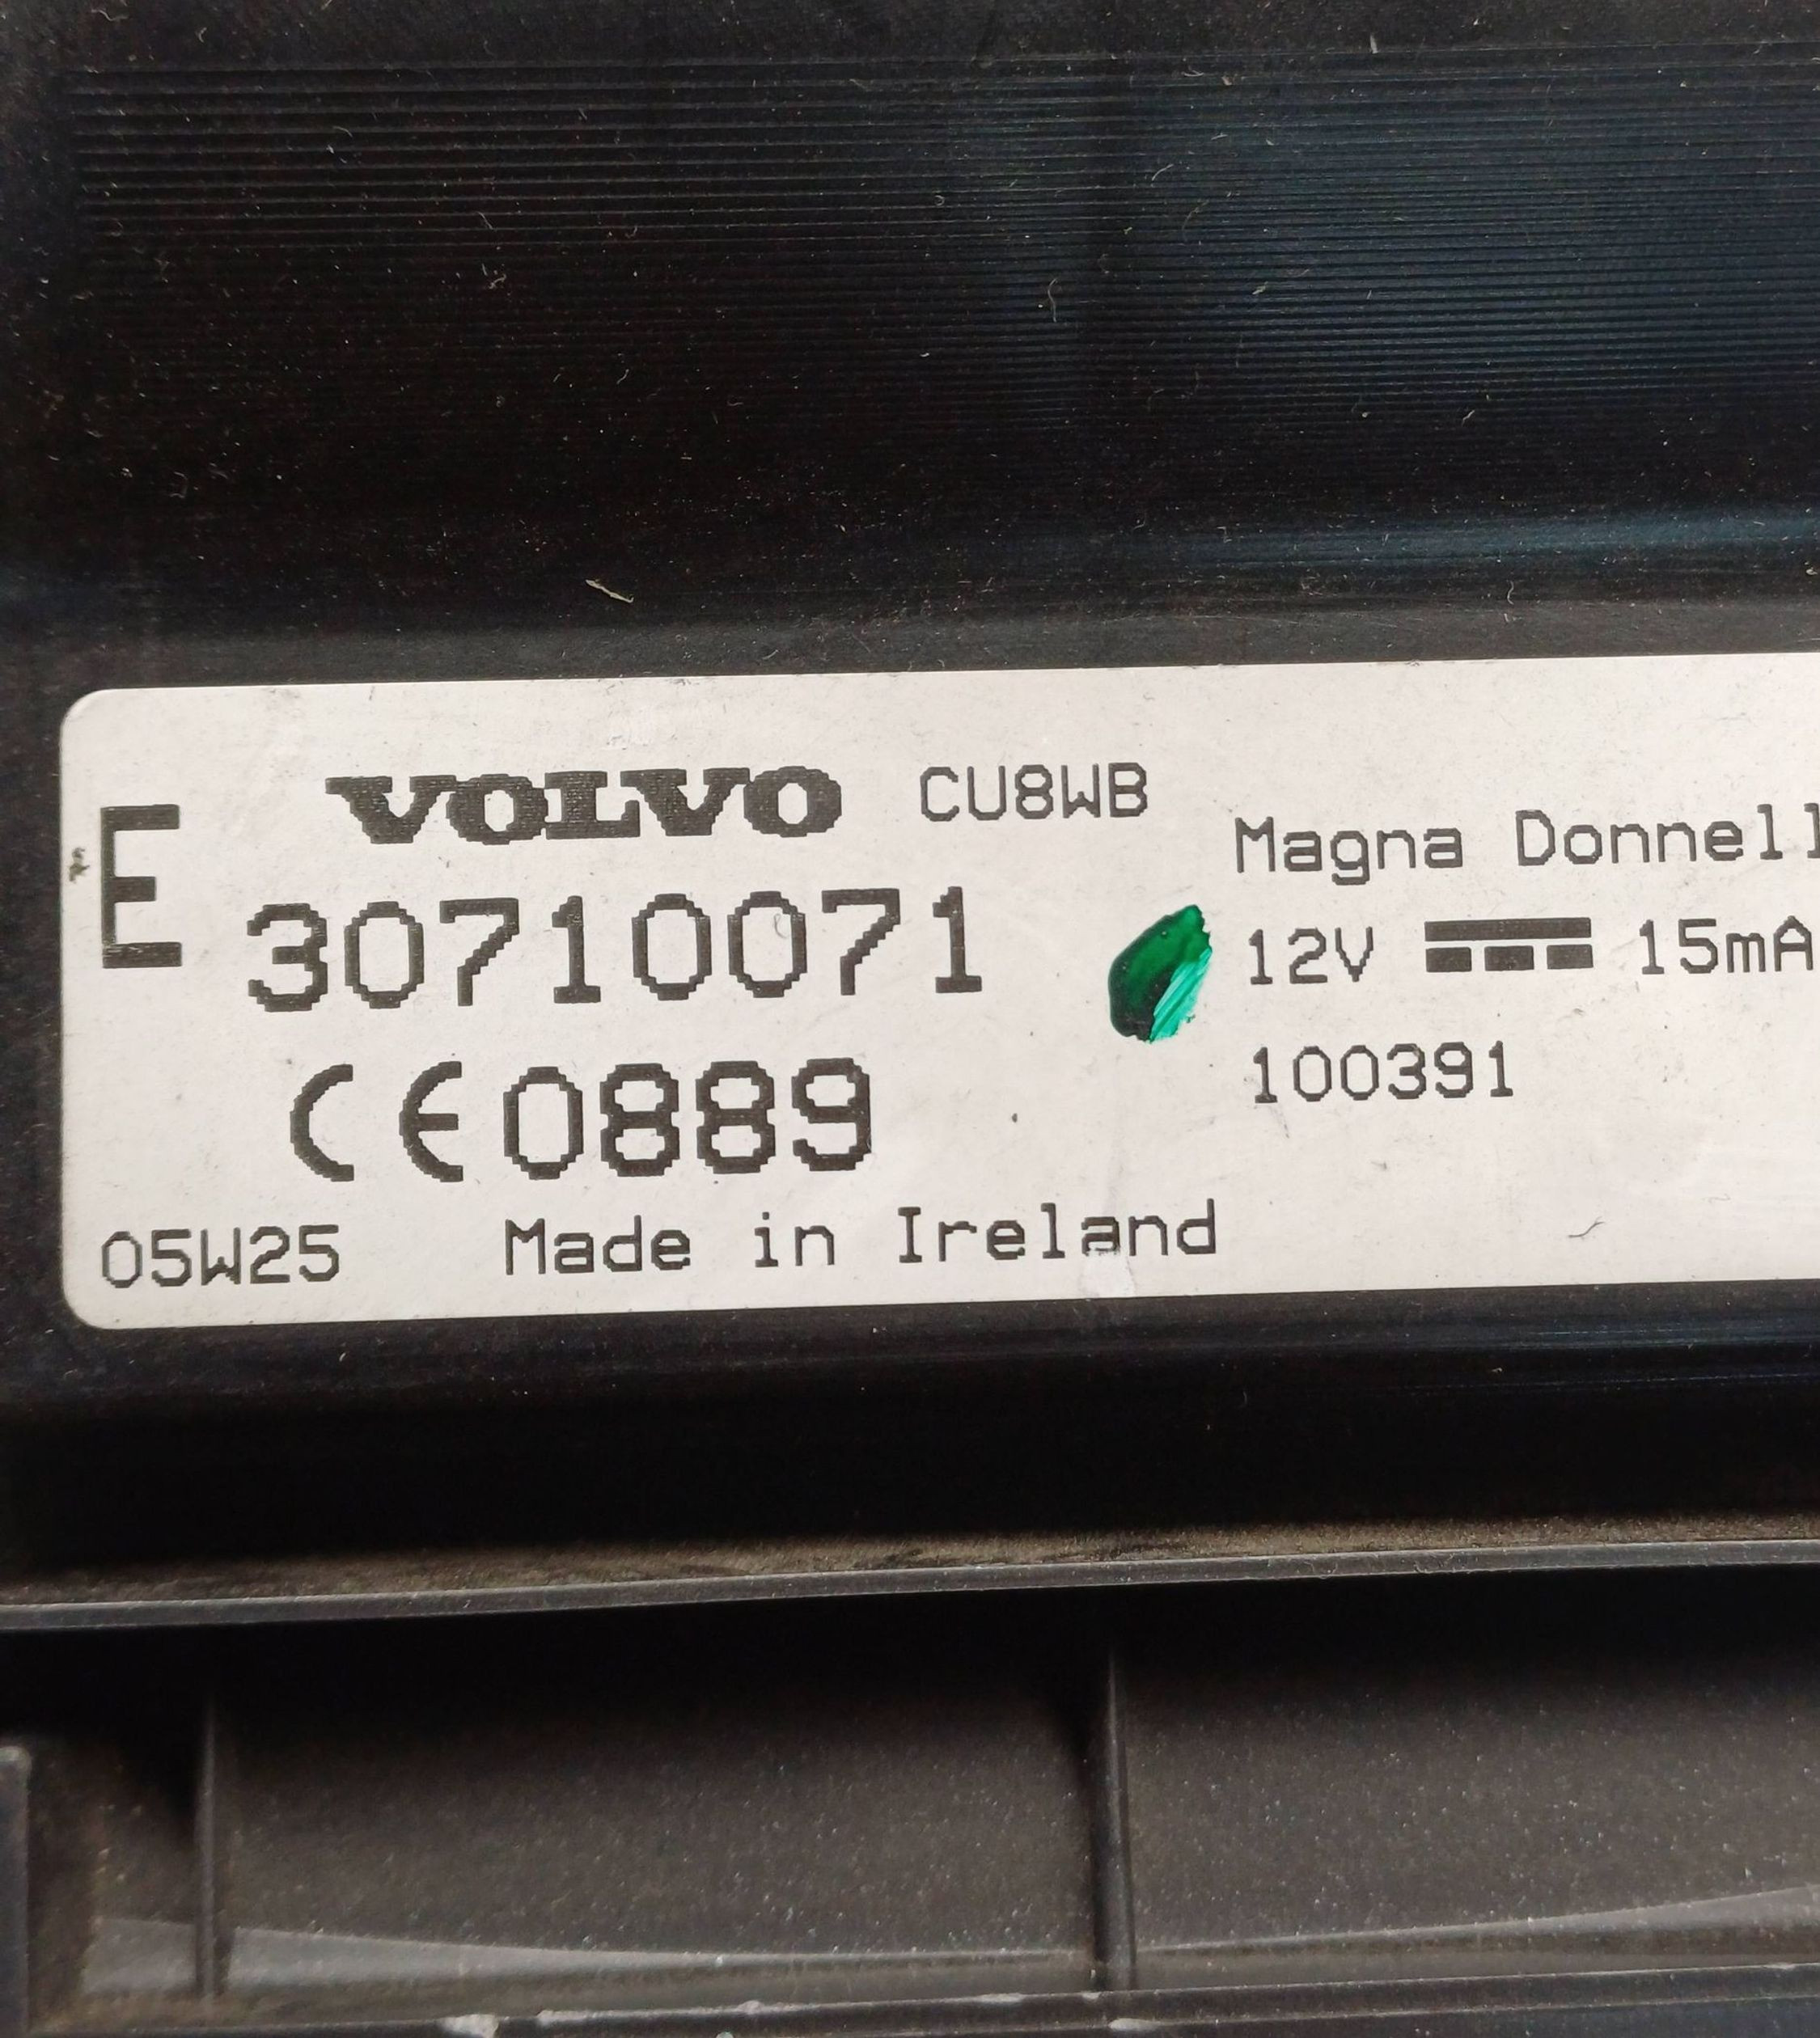 E
VOLVO CU8WB
30710071
CE 0889
05W25 Made in Ireland
Magna Donnell
12V ⎓ 15mA
100391